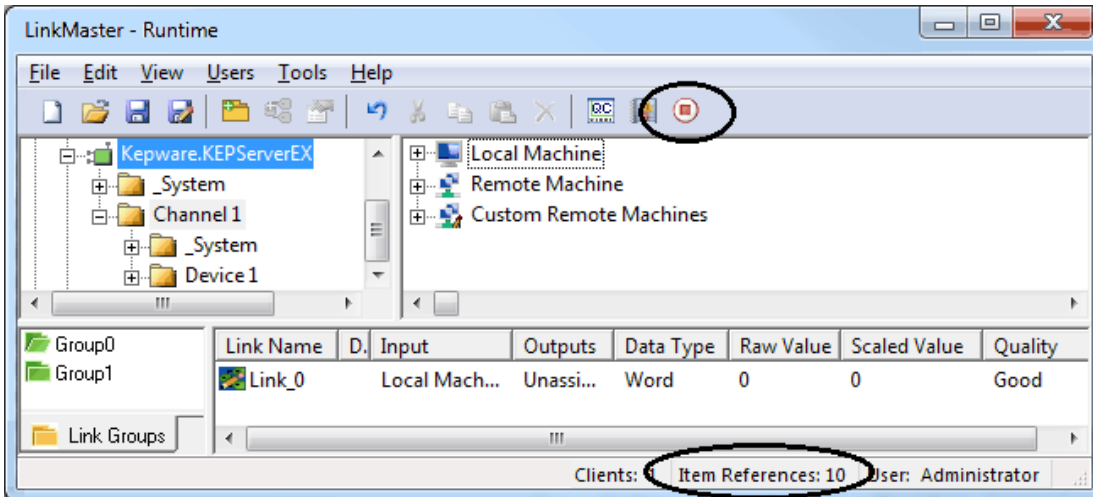 LinkMaster - Runtime
File Edit View Users Tools Help
QC
Kepware.KEPServerEX
_System
Channel 1
_System
Device 1
Local Machine
Remote Machine
Custom Remote Machines
Group0
Group1
Link Groups
Link Name D. Input Outputs Data Type Raw Value Scaled Value Quality
Link_0 Local Mach... Unassi... Word 0 0 Good
Clients: Item References: 10 User: Administrator